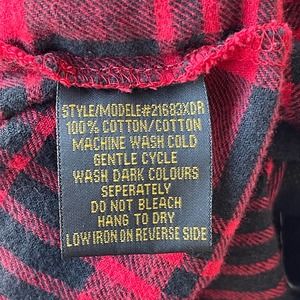 STYLE/MODELE#21683XDR
100% COTTON/COTTON
MACHINE WASH COLD
GENTLE CYCLE
WASH DARK COLOURS
SEPERATELY
DO NOT BLEACH
HANG TO DRY
LOW IRON ON REVERSE SIDE